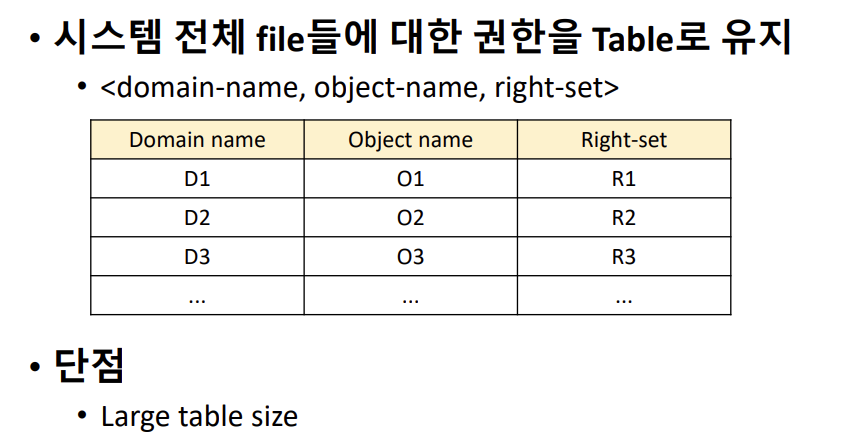 • 시스템 전체 file들에 대한 권한을 Table로 유지
• <domain-name, object-name, right-set>
Domain name Object name Right-set
D1 O1 R1
D2 O2 R2
D3 O3 R3
... ... ...
• 단점
• Large table size